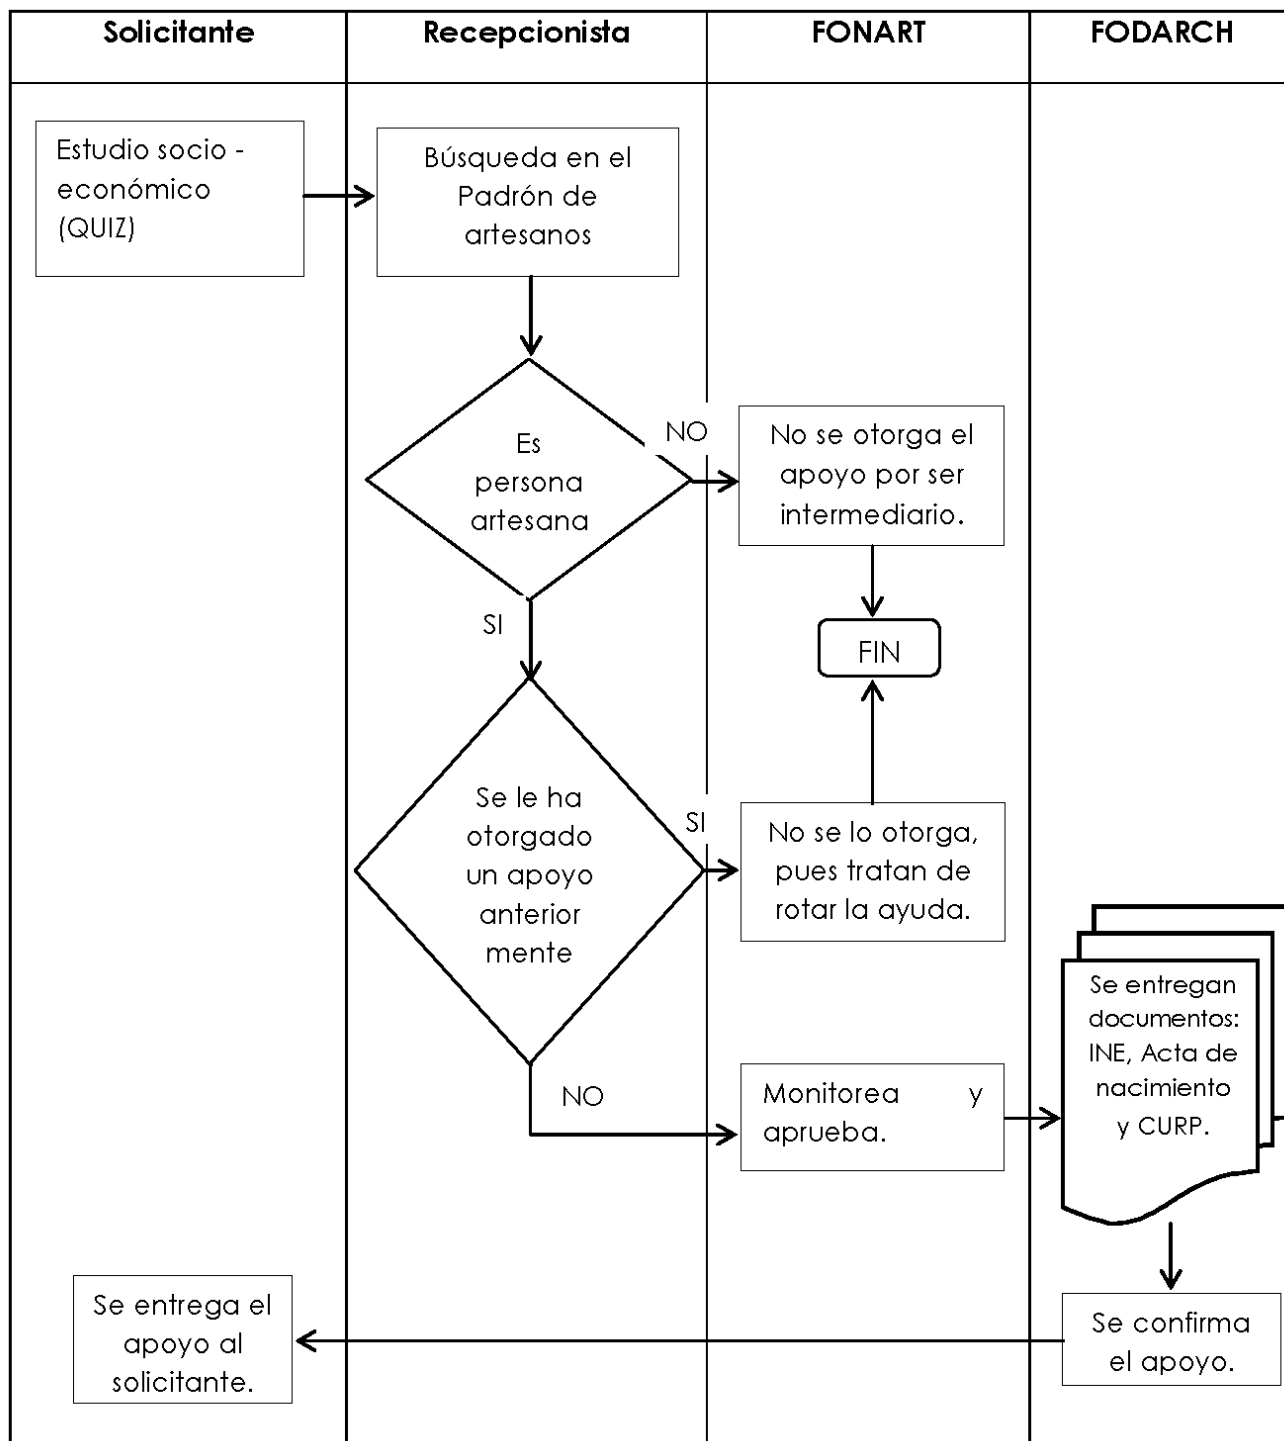 Solicitante
Recepcionista
FONART
FODARCH
Estudio socio -
económico
(QUIZ)
Búsqueda en el
Padrón de
artesanos
Es
persona
artesana
NO
No se otorga el
apoyo por ser
intermediario.
SI
FIN
Se le ha
otorgado
un apoyo
anterior
mente
SI
No se lo otorga,
pues tratan de
rotar la ayuda.
NO
Monitorea y
aprueba.
Se entregan
documentos:
INE, Acta de
nacimiento
y CURP.
Se confirma
el apoyo.
Se entrega el
apoyo al
solicitante.